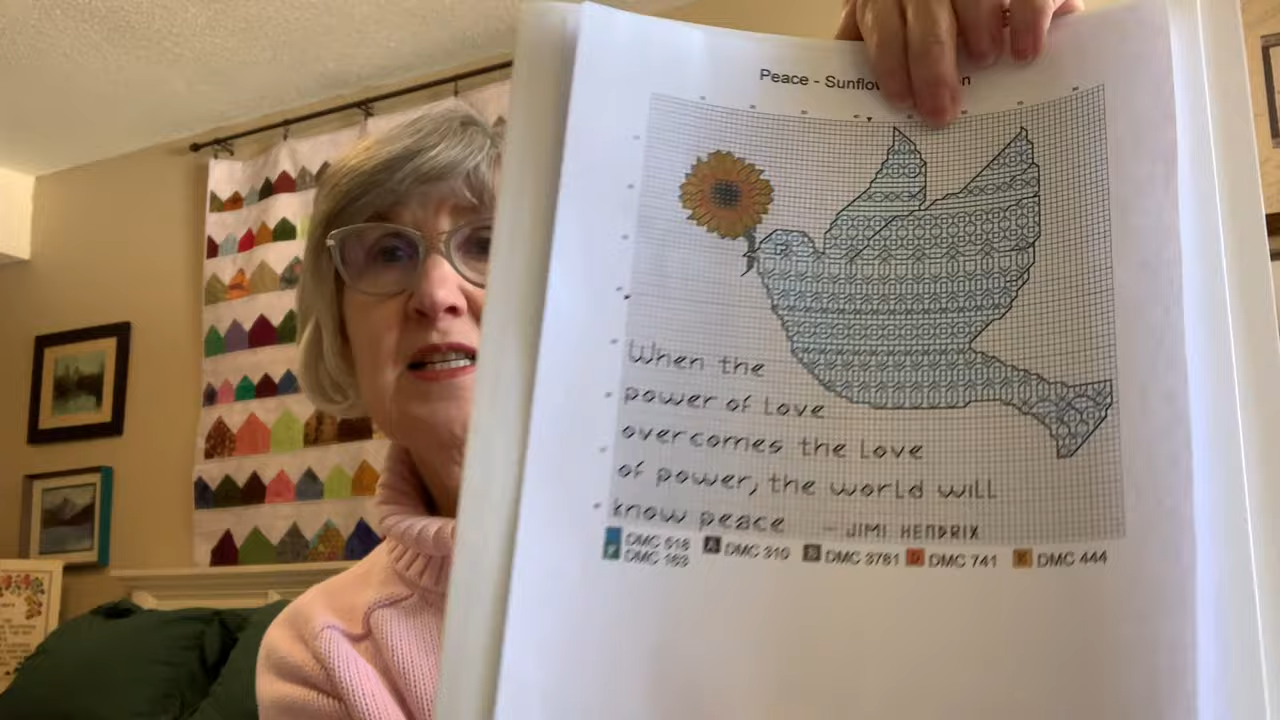 Peace - Sunflo
When the
power of Love
overcomes the Love
of power, the world will
know peace
- JIMI HENDRIX
DMC 518 DMC 310 DMC 3781 DMC 741 DMC 444
DMC 163